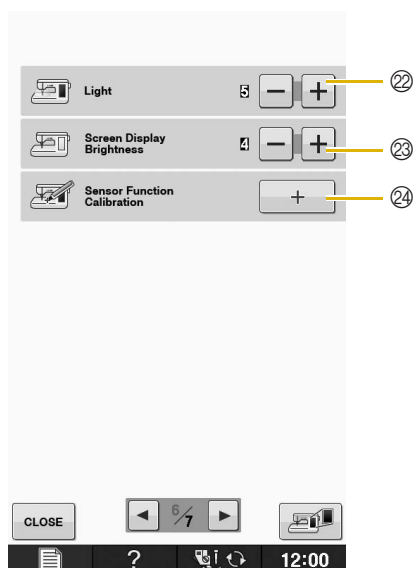 Light 5 − + ㉒
Screen Display
Brightness 4 − + ㉓
Sensor Function
Calibration + ㉔
CLOSE 6/7
? 12:00